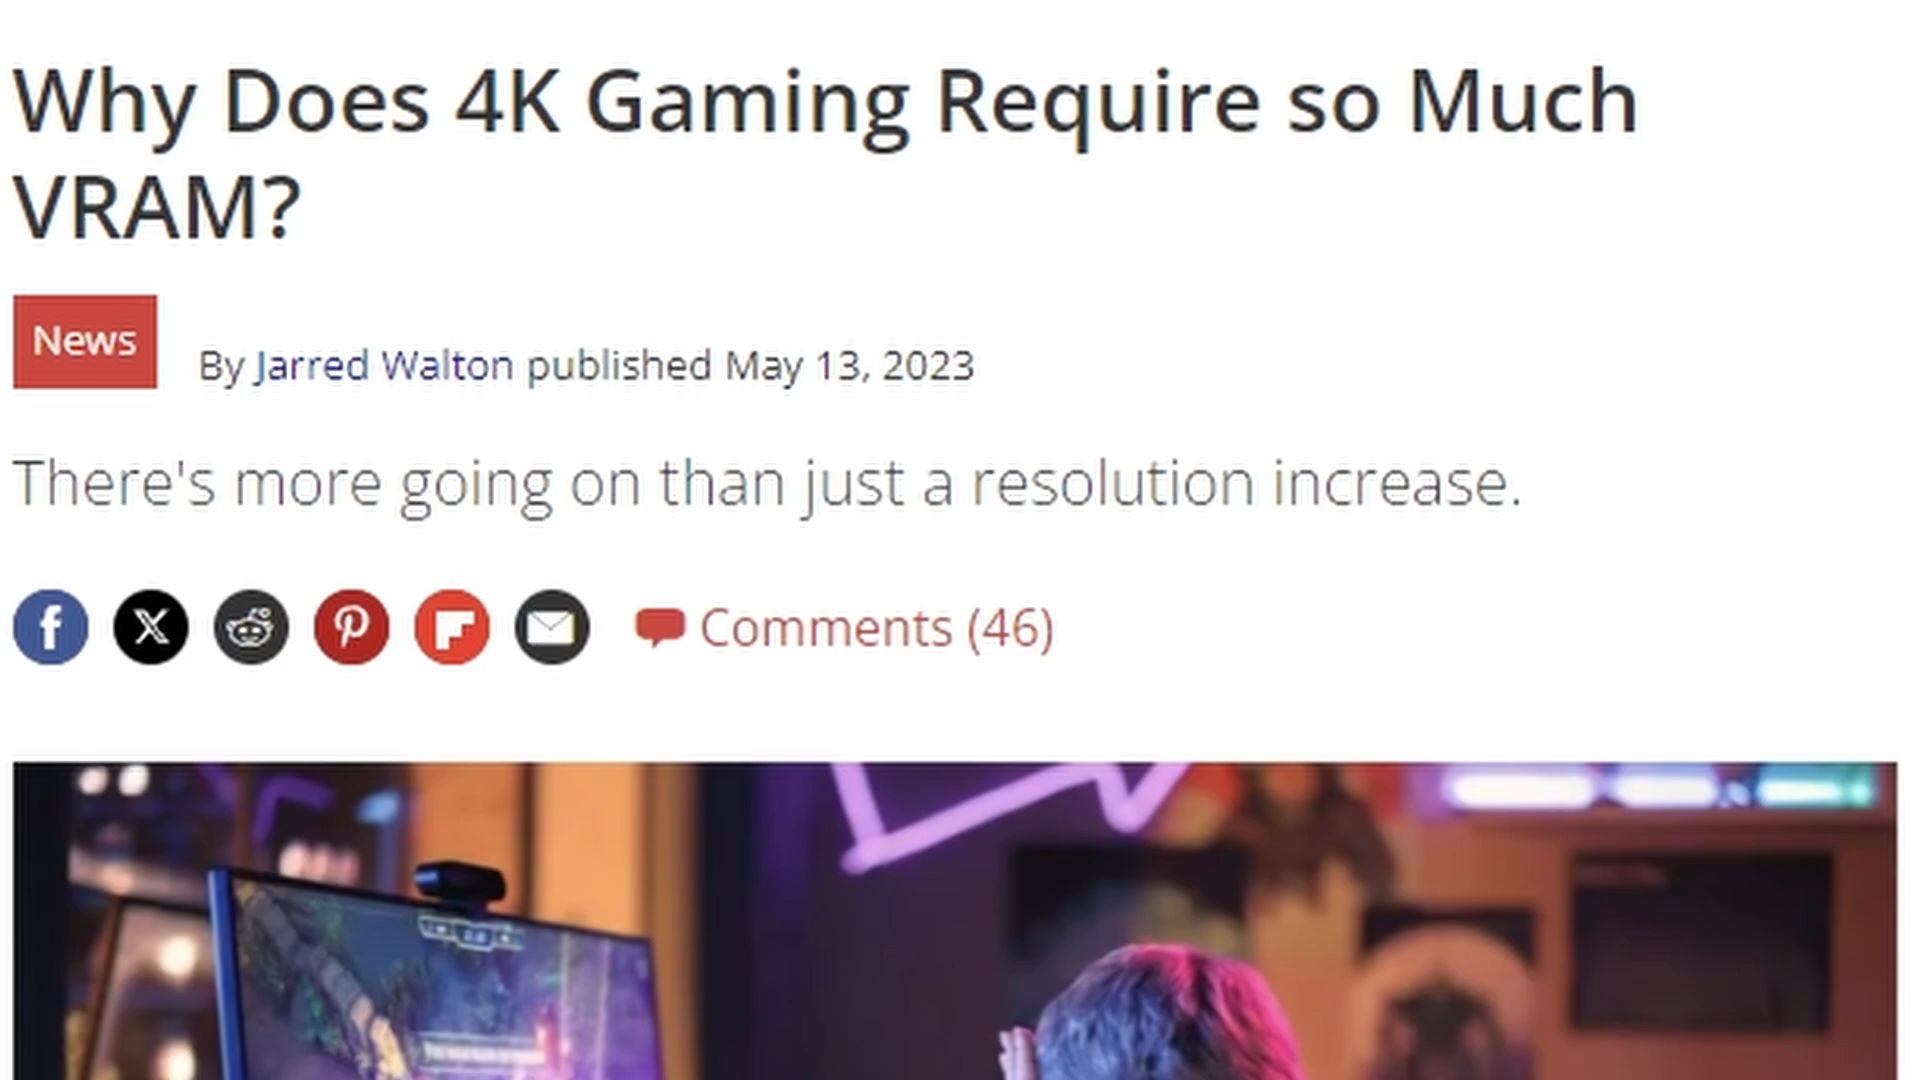 Why Does 4K Gaming Require so Much
VRAM?
News
By Jarred Walton published May 13, 2023
There's more going on than just a resolution increase.
Comments (46)